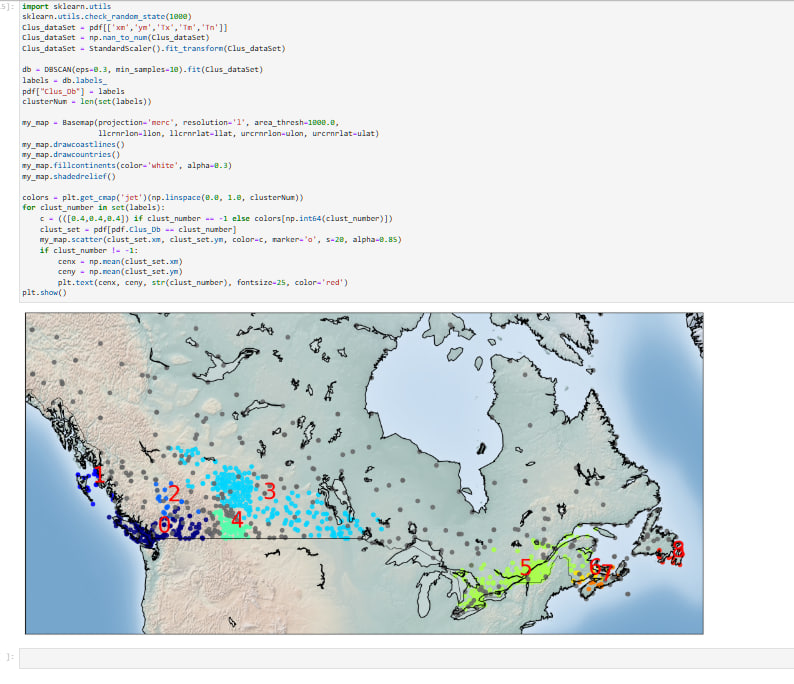 5]:
import sklearn.utils
sklearn.utils.check_random_state(1000)
Clus_dataSet = pdf[['xm','ym','Tx','Tm','Tn']]
Clus_dataSet = np.nan_to_num(Clus_dataSet)
Clus_dataSet = StandardScaler().fit_transform(Clus_dataSet)
db = DBSCAN(eps=0.3, min_samples=10).fit(Clus_dataSet)
labels = db.labels_
pdf["Clus_Db"] = labels
clusterNum = len(set(labels))
my_map = Basemap(projection='merc', resolution='l', area_thresh=1000.0,
llcrnrlon=llon, llcrnrlat=llat, urcrnrlon=ulon, urcrnrlat=ulat)
my_map.drawcoastlines()
my_map.drawcountries()
my_map.fillcontinents(color='white', alpha=0.3)
my_map.shadedrelief()
colors = plt.get_cmap('jet')(np.linspace(0.0, 1.0, clusterNum))
for clust_number in set(labels):
c = (([0.4,0.4,0.4]) if clust_number == -1 else colors[np.int64(clust_number)])
clust_set = pdf[pdf.Clus_Db == clust_number]
my_map.scatter(clust_set.xm, clust_set.ym, color=c, marker='o', s=20, alpha=0.85)
if clust_number != -1:
cenx = np.mean(clust_set.xm)
ceny = np.mean(clust_set.ym)
plt.text(cenx, ceny, str(clust_number), fontsize=25, color='red')
plt.show()
1
2
3
0
4
5
6
7
]: